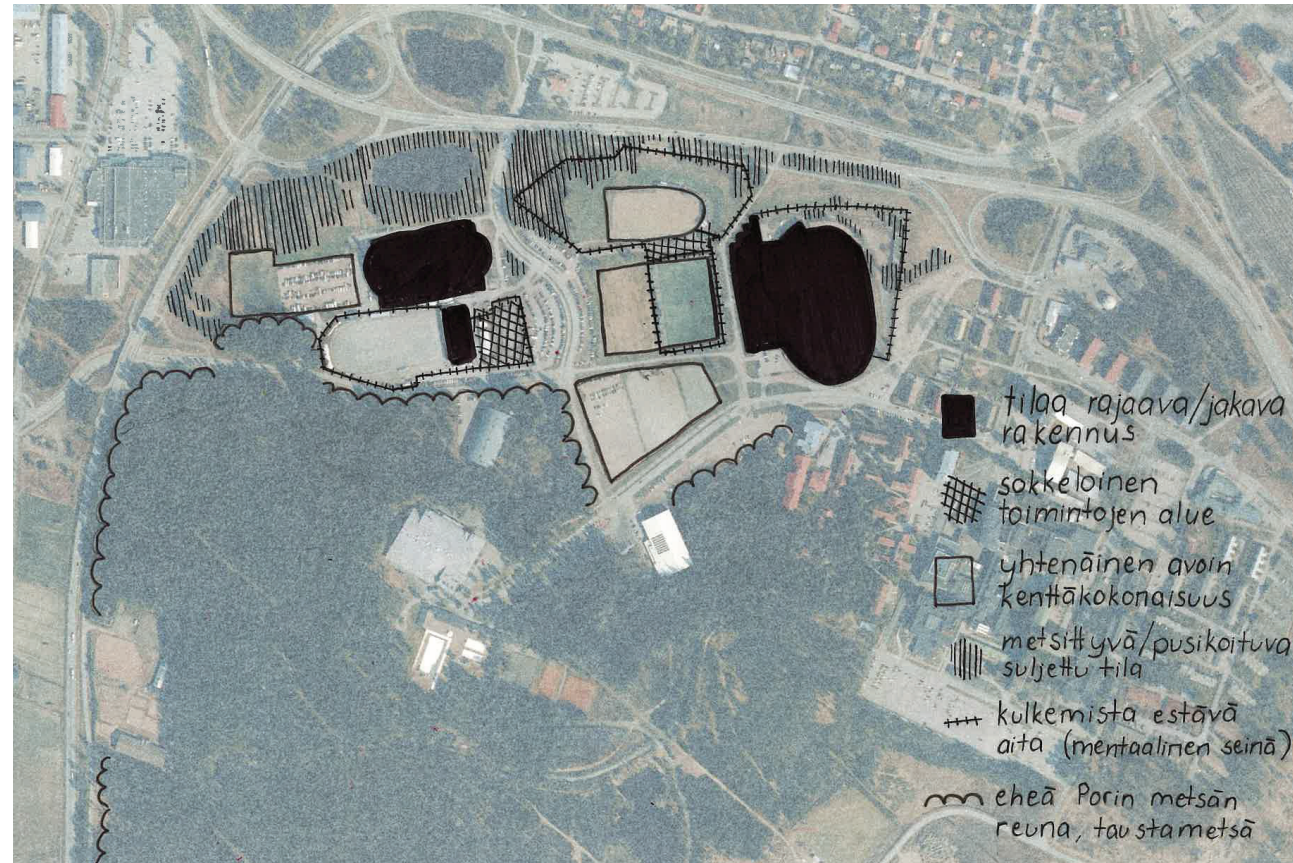 tilaa rajaava/jakava
rakennus
sokkeloinen
toimintojen alue
yhtenäinen avoin
kenttäkokonaisuus
metsittyvä/pusikoituva
suljettu tila
kulkemista estävä
aita (mentaalinen seinä)
eheä Porin metsän
reuna, taustametsä